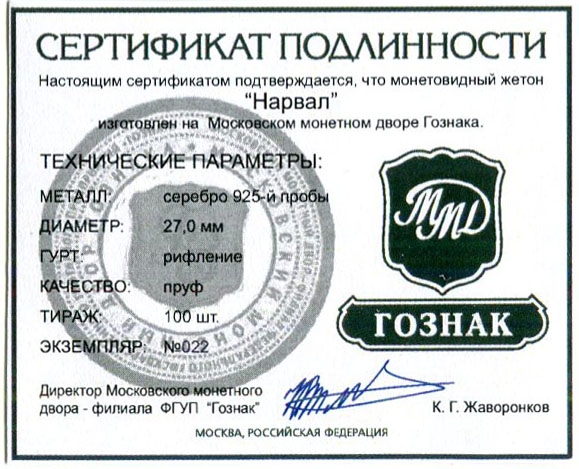 СЕРТИФИКАТ ПОДЛИННОСТИ
Настоящим сертификатом подтверждается, что монетовидный жетон
“Нарвал”
изготовлен на Московском монетном дворе Гознака.
ТЕХНИЧЕСКИЕ ПАРАМЕТРЫ:
МЕТАЛЛ: серебро 925-й пробы
ДИАМЕТР: 27,0 мм
ГУРТ: рифление
КАЧЕСТВО: пруф
ТИРАЖ: 100 шт.
ЭКЗЕМПЛЯР: №022
ММД
ГОЗНАК
Директор Московского монетного
двора - филиала ФГУП “Гознак”
К. Г. Жаворонков
МОСКВА, РОССИЙСКАЯ ФЕДЕРАЦИЯ